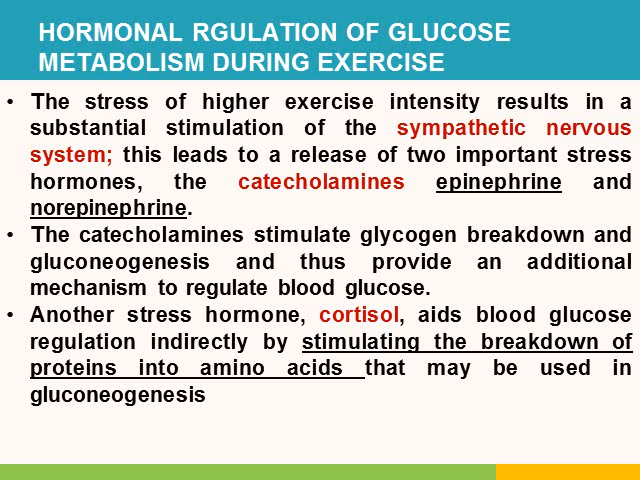 HORMONAL RGULATION OF GLUCOSE
METABOLISM DURING EXERCISE
• The stress of higher exercise intensity results in a
substantial stimulation of the sympathetic nervous
system; this leads to a release of two important stress
hormones, the catecholamines epinephrine and
norepinephrine.
• The catecholamines stimulate glycogen breakdown and
gluconeogenesis and thus provide an additional
mechanism to regulate blood glucose.
• Another stress hormone, cortisol, aids blood glucose
regulation indirectly by stimulating the breakdown of
proteins into amino acids that may be used in
gluconeogenesis